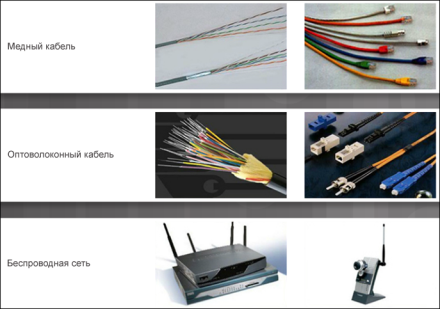 Медный кабель
Оптоволоконный кабель
Беспроводная сеть